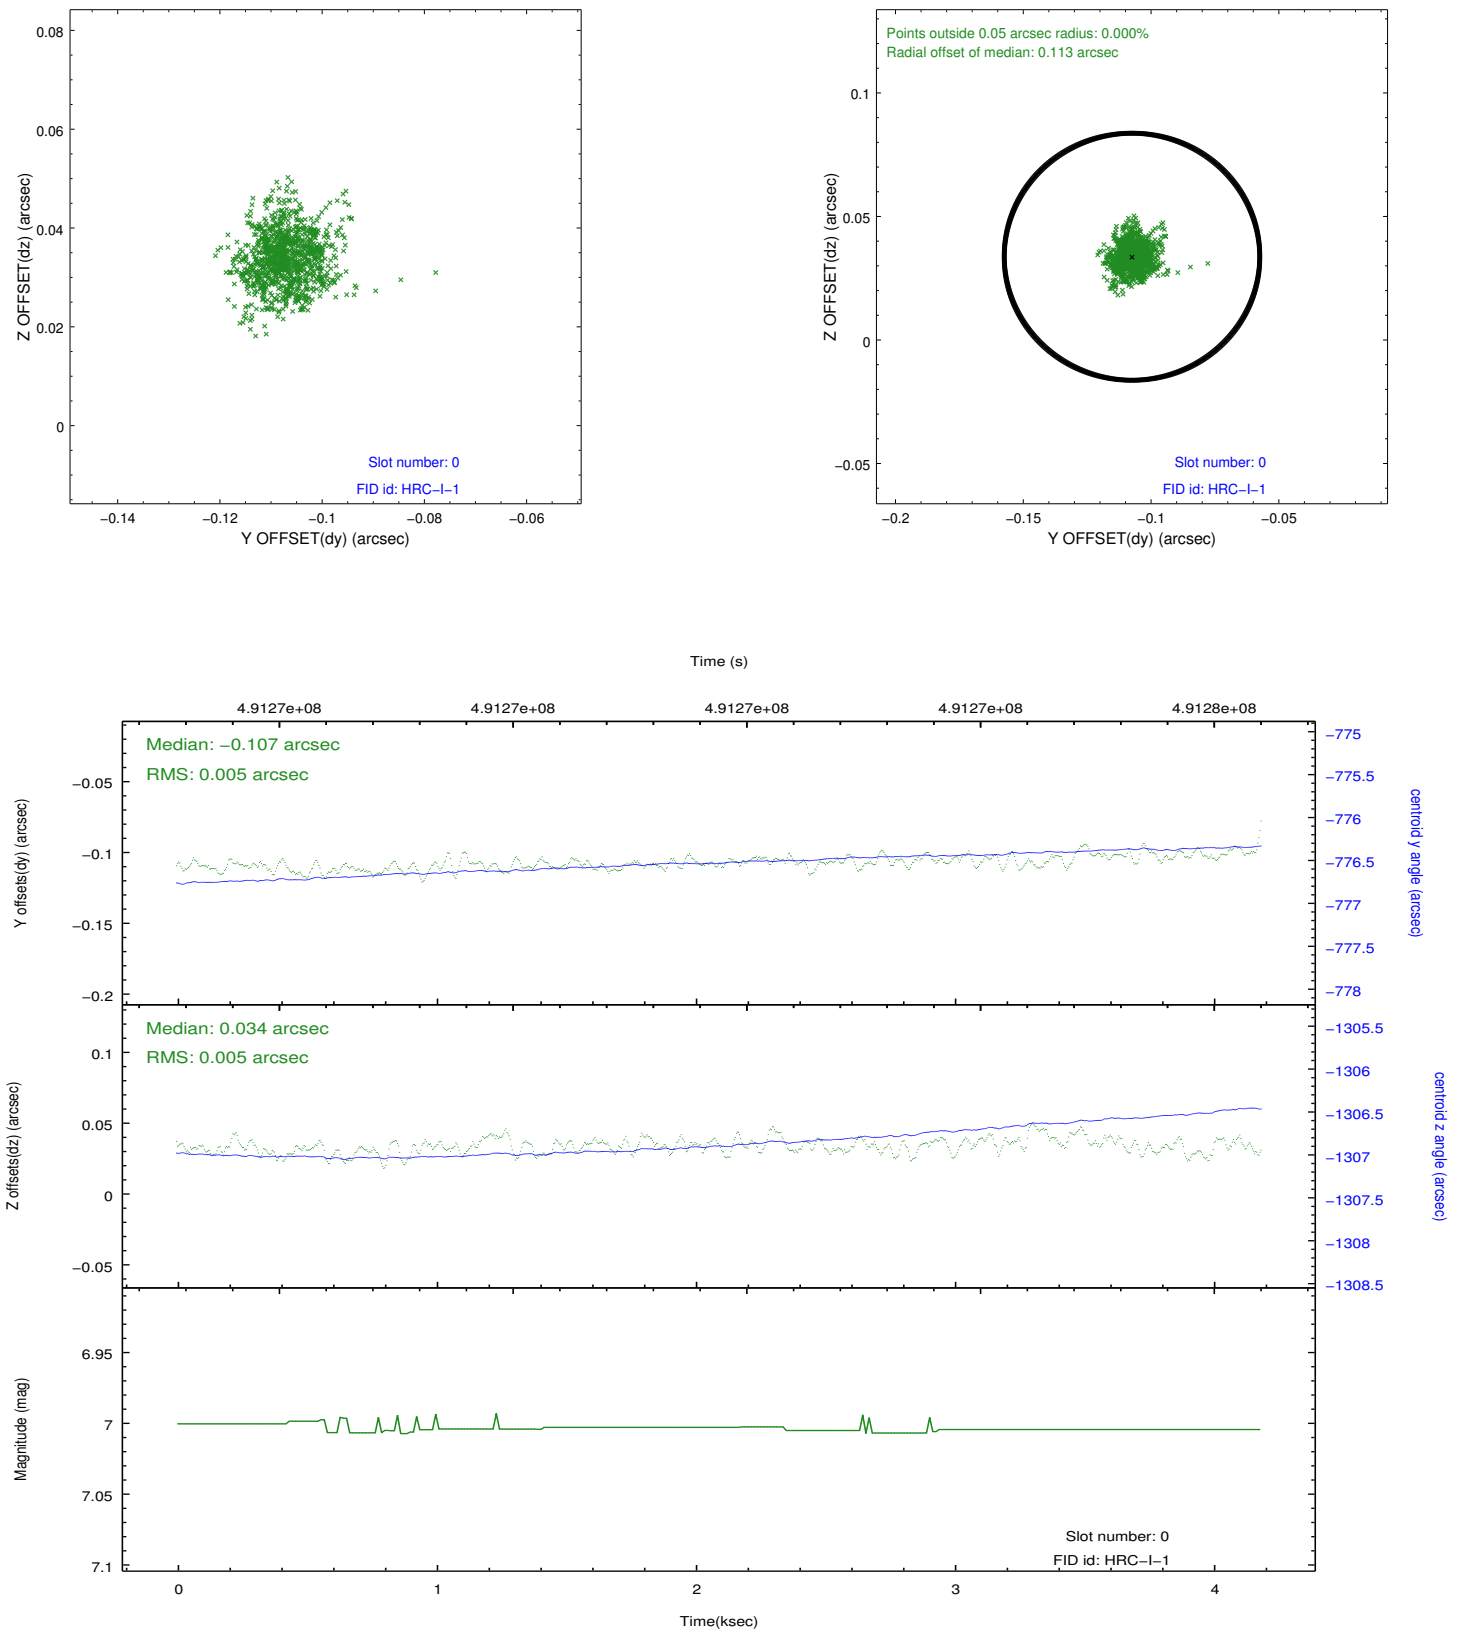 0.08
0.06
0.04
0.02
0
Z OFFSET(dz) (arcsec)
Slot number: 0
FID id: HRC−I−1
−0.14 −0.12 −0.1 −0.08 −0.06
Y OFFSET(dy) (arcsec)
Points outside 0.05 arcsec radius: 0.000%
Radial offset of median: 0.113 arcsec
0.1
0.05
0
−0.05
Z OFFSET(dz) (arcsec)
Slot number: 0
FID id: HRC−I−1
−0.2 −0.15 −0.1 −0.05
Y OFFSET(dy) (arcsec)
Time (s)
4.9127e+08 4.9127e+08 4.9127e+08 4.9127e+08 4.9128e+08
Median: −0.107 arcsec
RMS: 0.005 arcsec
−0.05
−0.1
−0.15
−0.2
Y offsets(dy) (arcsec)
−775
−775.5
−776
−776.5
−777
−777.5
−778
centroid y angle (arcsec)
Median: 0.034 arcsec
RMS: 0.005 arcsec
0.1
0.05
0
−0.05
Z offsets(dz) (arcsec)
−1305.5
−1306
−1306.5
−1307
−1307.5
−1308
−1308.5
centroid z angle (arcsec)
6.95
7
7.05
7.1
Magnitude (mag)
Slot number: 0
FID id: HRC−I−1
0 1 2 3 4
Time(ksec)